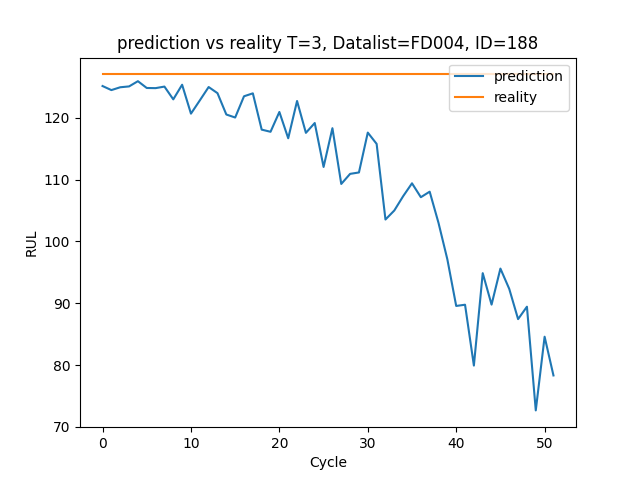 prediction vs reality T=3, Datalist=FD004, ID=188
prediction
reality
120
110
100
90
80
70
RUL
0 10 20 30 40 50
Cycle